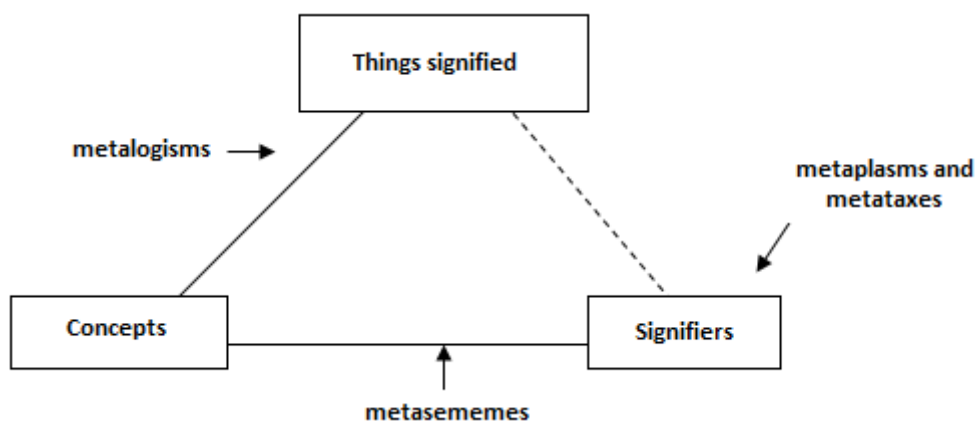 Things signified
metalogisms
metaplasms and
metataxes
Concepts
Signifiers
metasememes